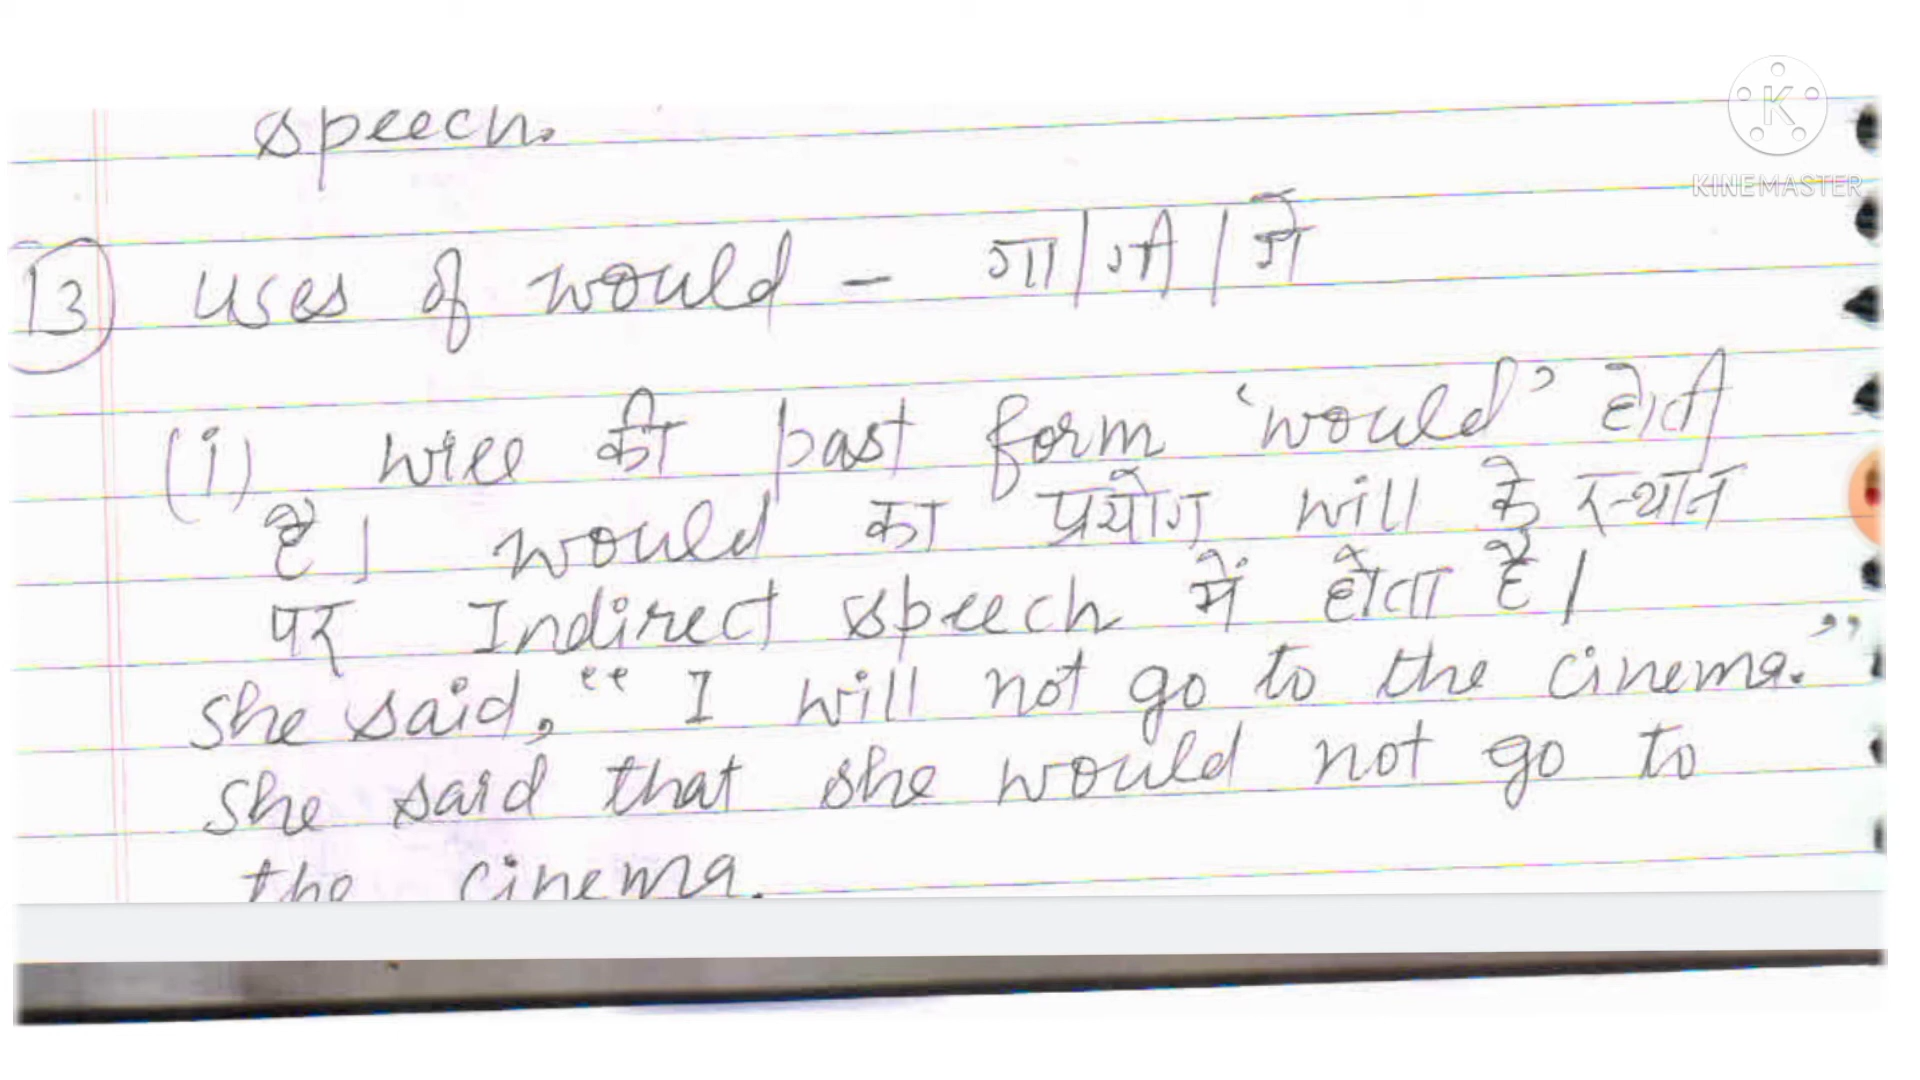 speech.
KINEMASTER
13 uses of would - गा/गी/गे
(i) will की past form 'would' होती
है। would का प्रयोग will के स्थान
पर Indirect speech में होता है।
she said, "I will not go to the cinema."
She said that she would not go to
the cinema.